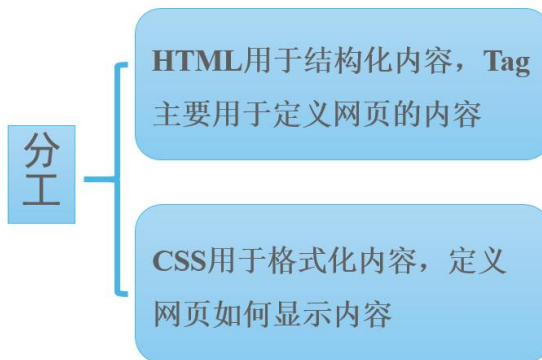 分
工
HTML用于结构化内容，Tag
主要用于定义网页的内容
CSS用于格式化内容，定义
网页如何显示内容